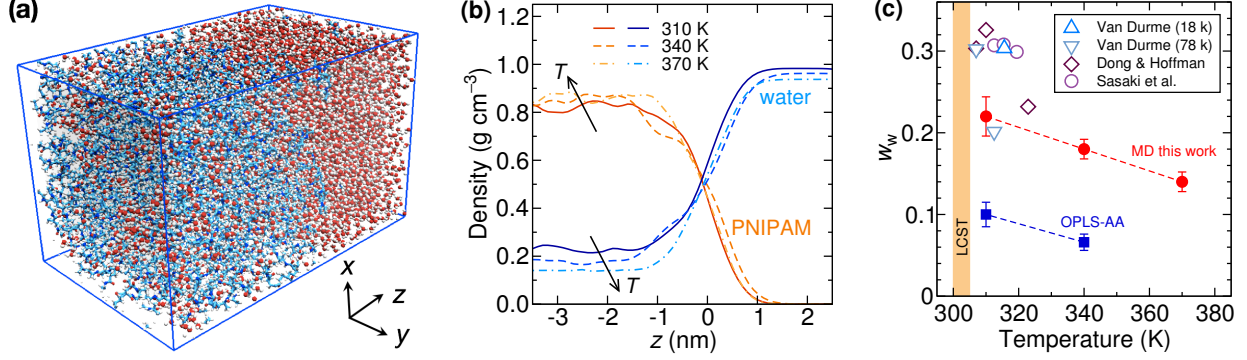 (a)
x
z
y
(b)
310 K
340 K
370 K
T
water
PNIPAM
T
Density (g cm⁻³)
1.0
0.8
0.6
0.4
0.2
0.0
-3 -2 -1 0 1 2
z (nm)
(c)
Van Durme (18 k)
Van Durme (78 k)
Dong & Hoffman
Sasaki et al.
MD this work
OPLS-AA
LCST
w_w
0.3
0.2
0.1
0.0
300 320 340 360 380
Temperature (K)